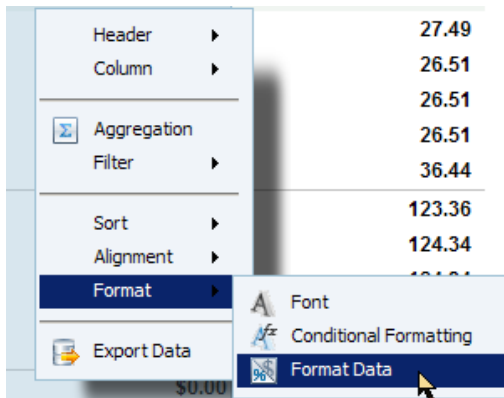 Header
Column
Aggregation
Filter
Sort
Alignment
Format
Export Data
Font
Conditional Formatting
Format Data
27.49
26.51
26.51
26.51
36.44
123.36
124.34
$0.00